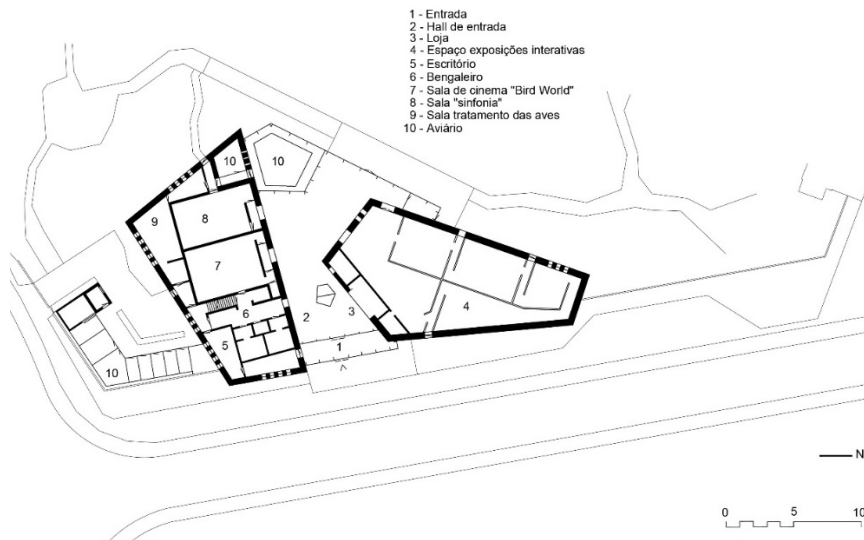 1 - Entrada
2 - Hall de entrada
3 - Loja
4 - Espaço exposições interativas
5 - Escritório
6 - Bengaleiro
7 - Sala de cinema "Bird World"
8 - Sala "sinfonia"
9 - Sala tratamento das aves
10 - Aviário
10
10
8
9
7
4
6
2
3
5
1
10
N
0 5 10